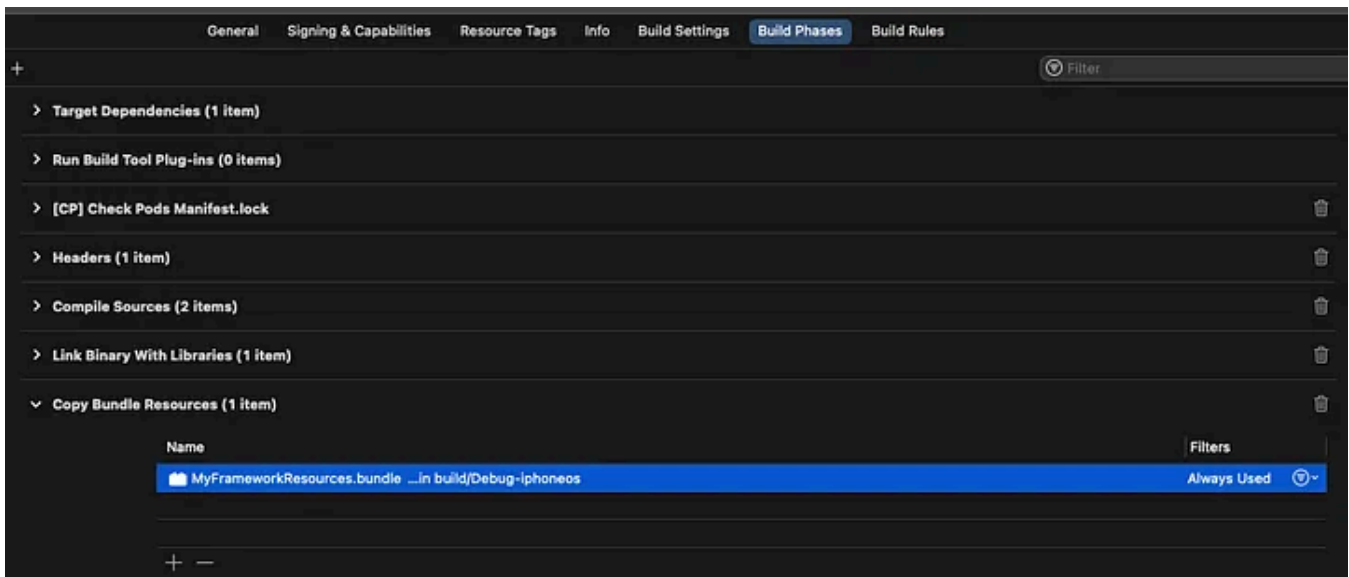 General Signing & Capabilities Resource Tags Info Build Settings Build Phases Build Rules
+ Filter
Target Dependencies (1 item)
Run Build Tool Plug-ins (0 items)
[CP] Check Pods Manifest.lock
Headers (1 item)
Compile Sources (2 items)
Link Binary With Libraries (1 item)
Copy Bundle Resources (1 item)
Name Filters
MyFrameworkResources.bundle ...in build/Debug-iphoneos Always Used
+ —